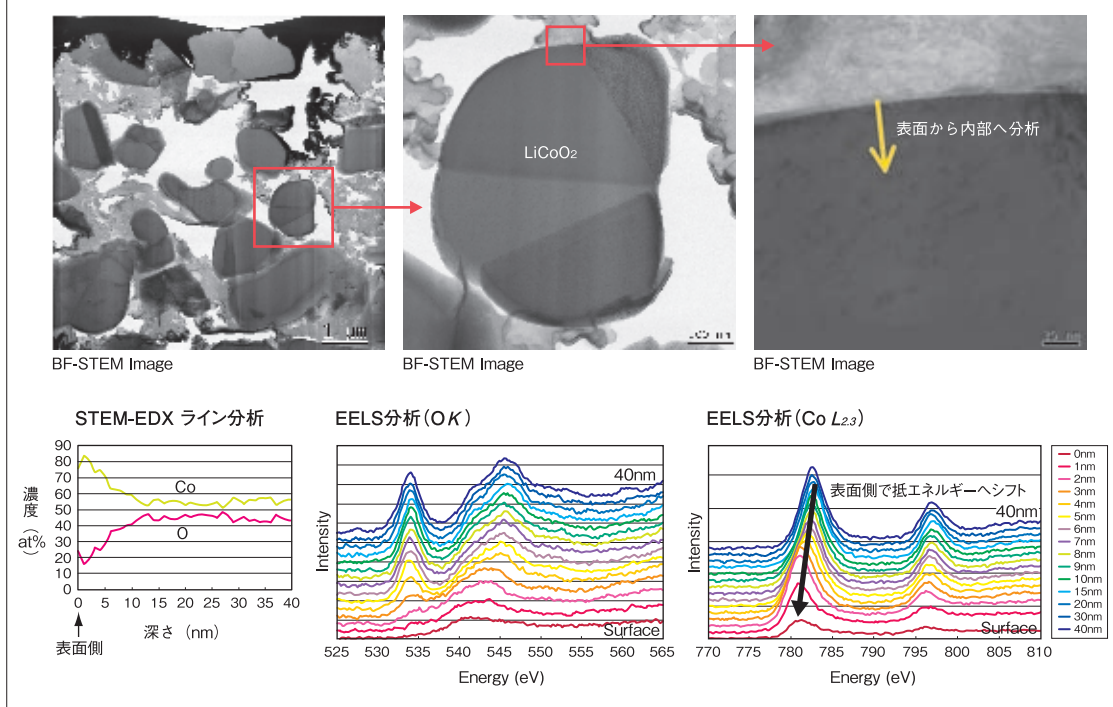 LiCoO₂
表面から内部へ分析
1 μm
BF-STEM Image
BF-STEM Image
BF-STEM Image
STEM-EDX ライン分析
90
80
70
60
50
40
30
20
10
0
濃度（at%）
Co
O
0 5 10 15 20 25 30 35 40
深さ（nm）
表面側
EELS分析（O K）
Intensity
40nm
Surface
525 530 535 540 545 550 555 560 565
Energy (eV)
EELS分析（Co L2.3）
Intensity
表面側で抵エネルギーへシフト
40nm
Surface
770 775 780 785 790 795 800 805 810
Energy (eV)
0nm
1nm
2nm
3nm
4nm
5nm
6nm
7nm
8nm
9nm
10nm
15nm
20nm
30nm
40nm